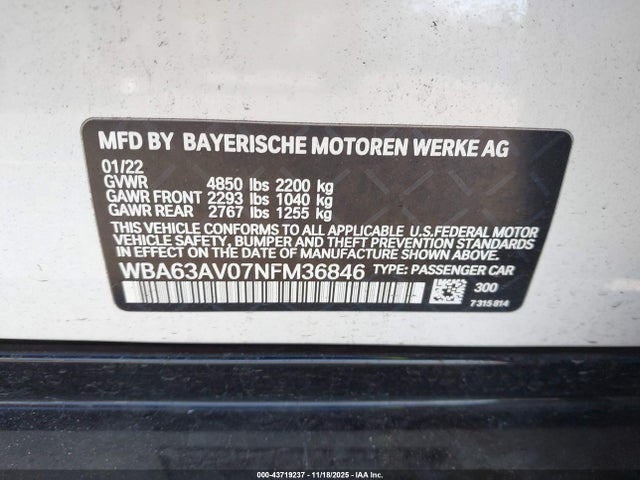 MFD BY BAYERISCHE MOTOREN WERKE AG
01/22
GVWR 4850 lbs 2200 kg
GAWR FRONT 2293 lbs 1040 kg
GAWR REAR 2767 lbs 1255 kg
THIS VEHICLE CONFORMS TO ALL APPLICABLE U.S.FEDERAL MOTOR
VEHICLE SAFETY, BUMPER AND THEFT PREVENTION STANDARDS
IN EFFECT ON THE DATE OF MANUFACTURE SHOWN ABOVE.
WBA63AV07NFM36846 TYPE: PASSENGER CAR
300
7 315 814
000-43719237 - 11/18/2025 - IAA Inc.